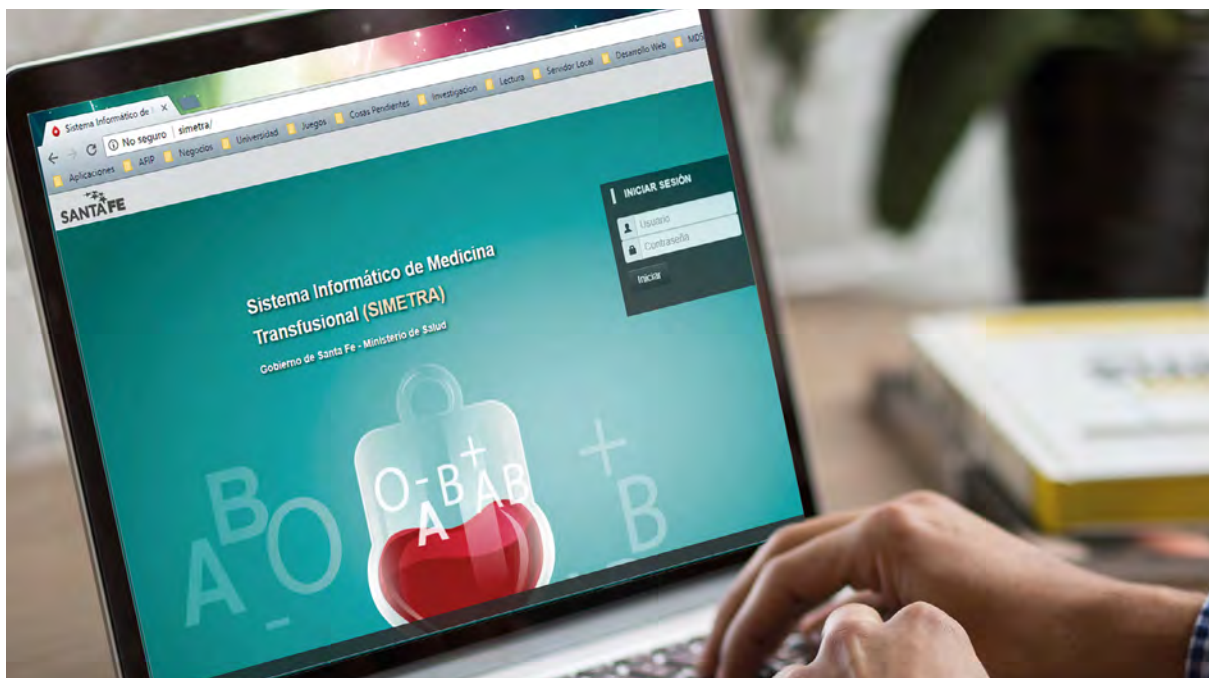 Sistema Informático de
No seguro | simetra/
Aplicaciones AFIP Negocios Universidad Juegos Cosas Pendientes Investigacion Lectura Servidor Local Desarrollo Web MDS
SANTA FE
INICIAR SESIÓN
Usuario
Contraseña
Iniciar
Sistema Informático de Medicina
Transfusional (SIMETRA)
Gobierno de Santa Fe - Ministerio de Salud
O - B + AB
A
A B O
-
+
B